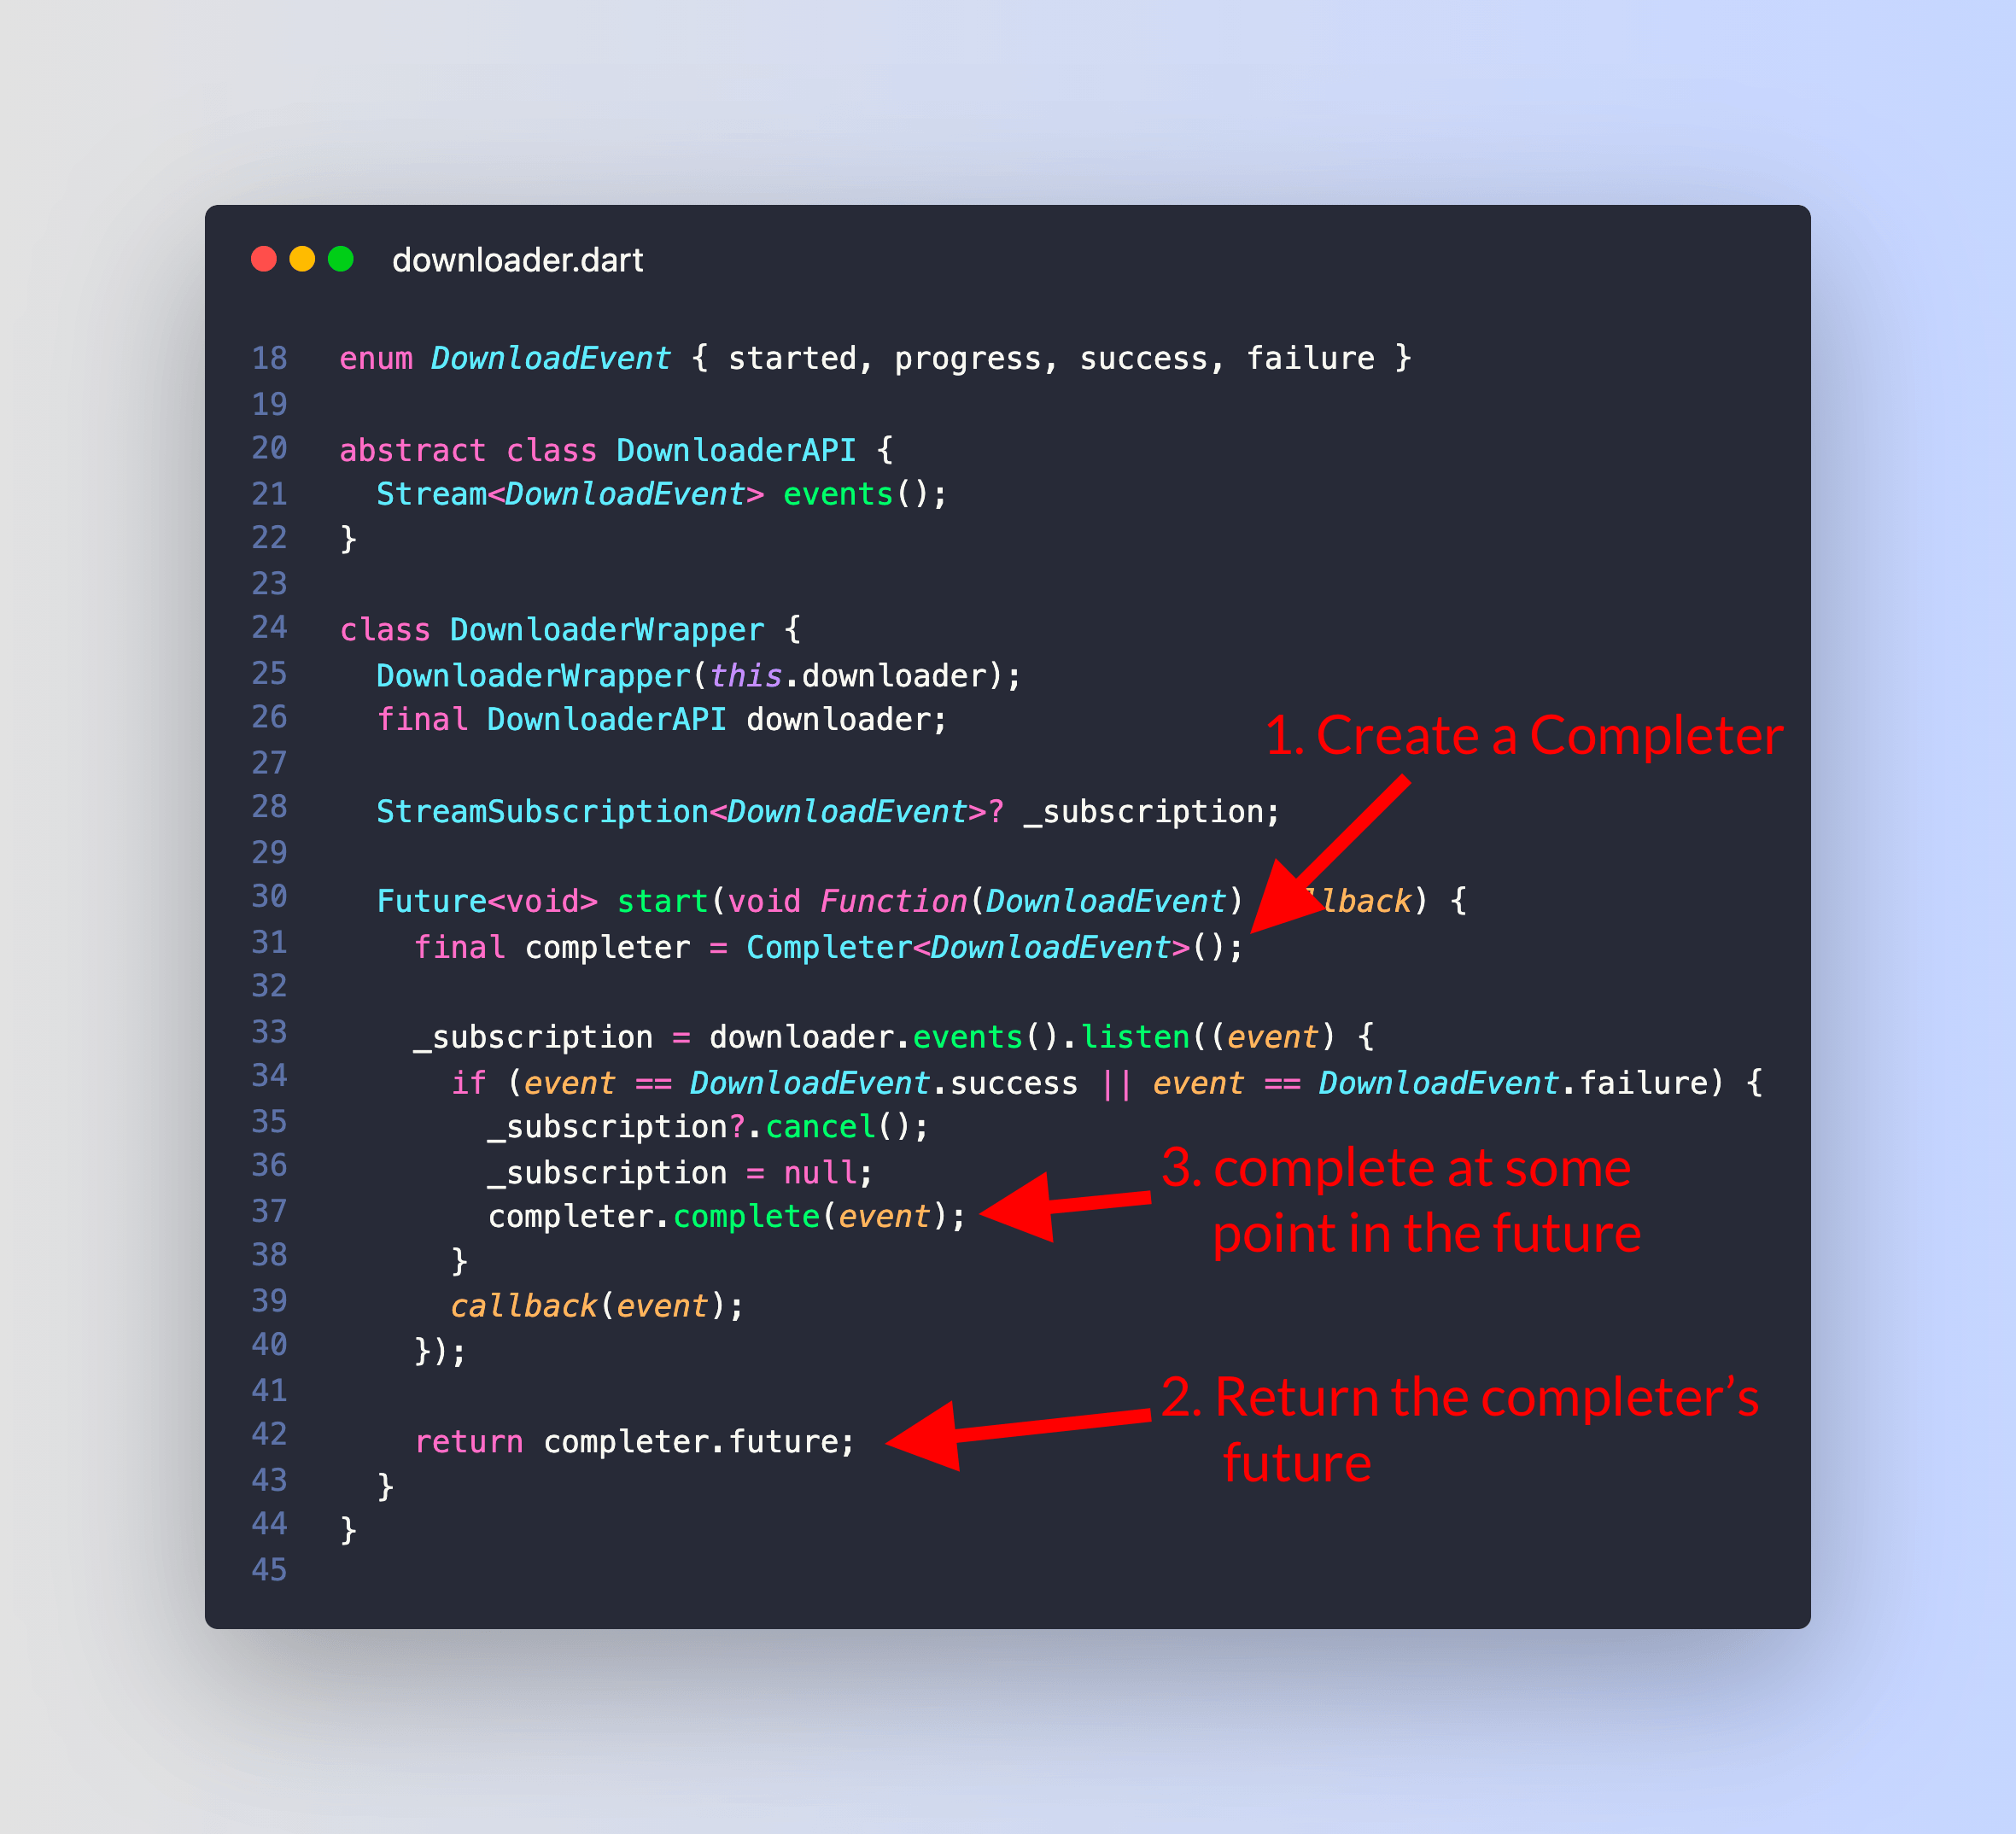 downloader.dart
18 enum DownloadEvent { started, progress, success, failure }
19
20 abstract class DownloaderAPI {
21   Stream<DownloadEvent> events();
22 }
23
24 class DownloaderWrapper {
25   DownloaderWrapper(this.downloader);
26   final DownloaderAPI downloader;
1. Create a Completer
27
28   StreamSubscription<DownloadEvent>? _subscription;
29
30   Future<void> start(void Function(DownloadEvent) llback) {
31     final completer = Completer<DownloadEvent>();
32
33     _subscription = downloader.events().listen((event) {
34       if (event == DownloadEvent.success || event == DownloadEvent.failure) {
35         _subscription?.cancel();
36         _subscription = null;
37         completer.complete(event);
3. complete at some
point in the future
38       }
39       callback(event);
40     });
41
42     return completer.future;
2. Return the completer’s
future
43   }
44 }
45